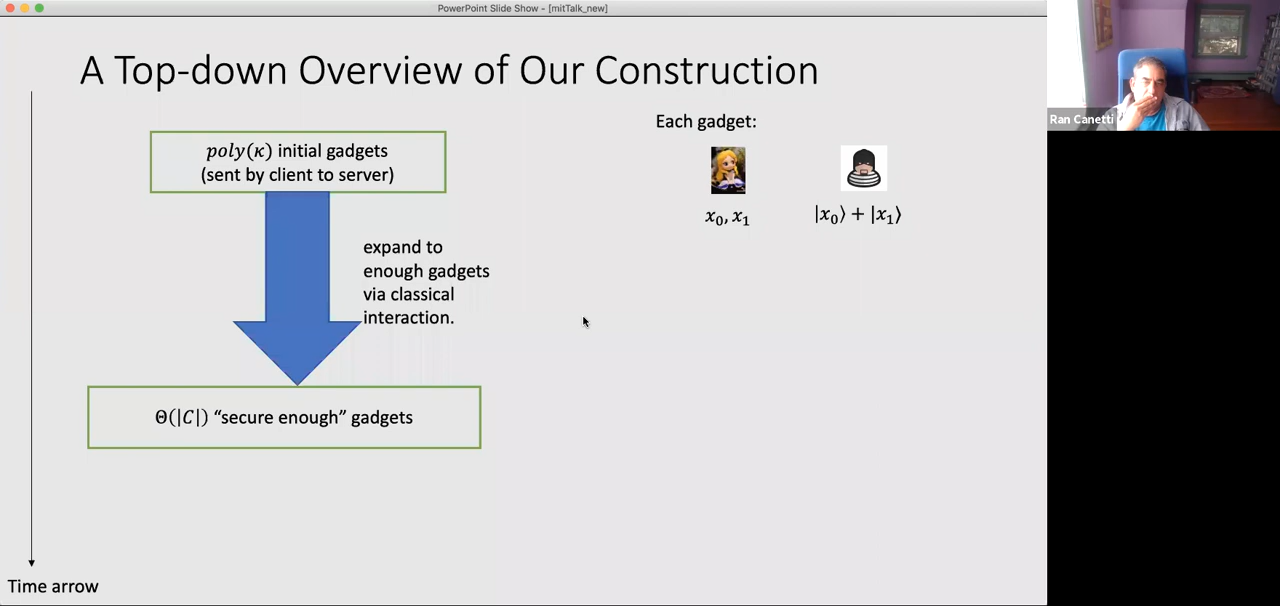 PowerPoint Slide Show - [mitTalk_new]
A Top-down Overview of Our Construction
Ran Canetti
Each gadget:
poly(κ) initial gadgets
(sent by client to server)
x₀, x₁
|x₀⟩ + |x₁⟩
expand to
enough gadgets
via classical
interaction.
Θ(|C|) “secure enough” gadgets
Time arrow